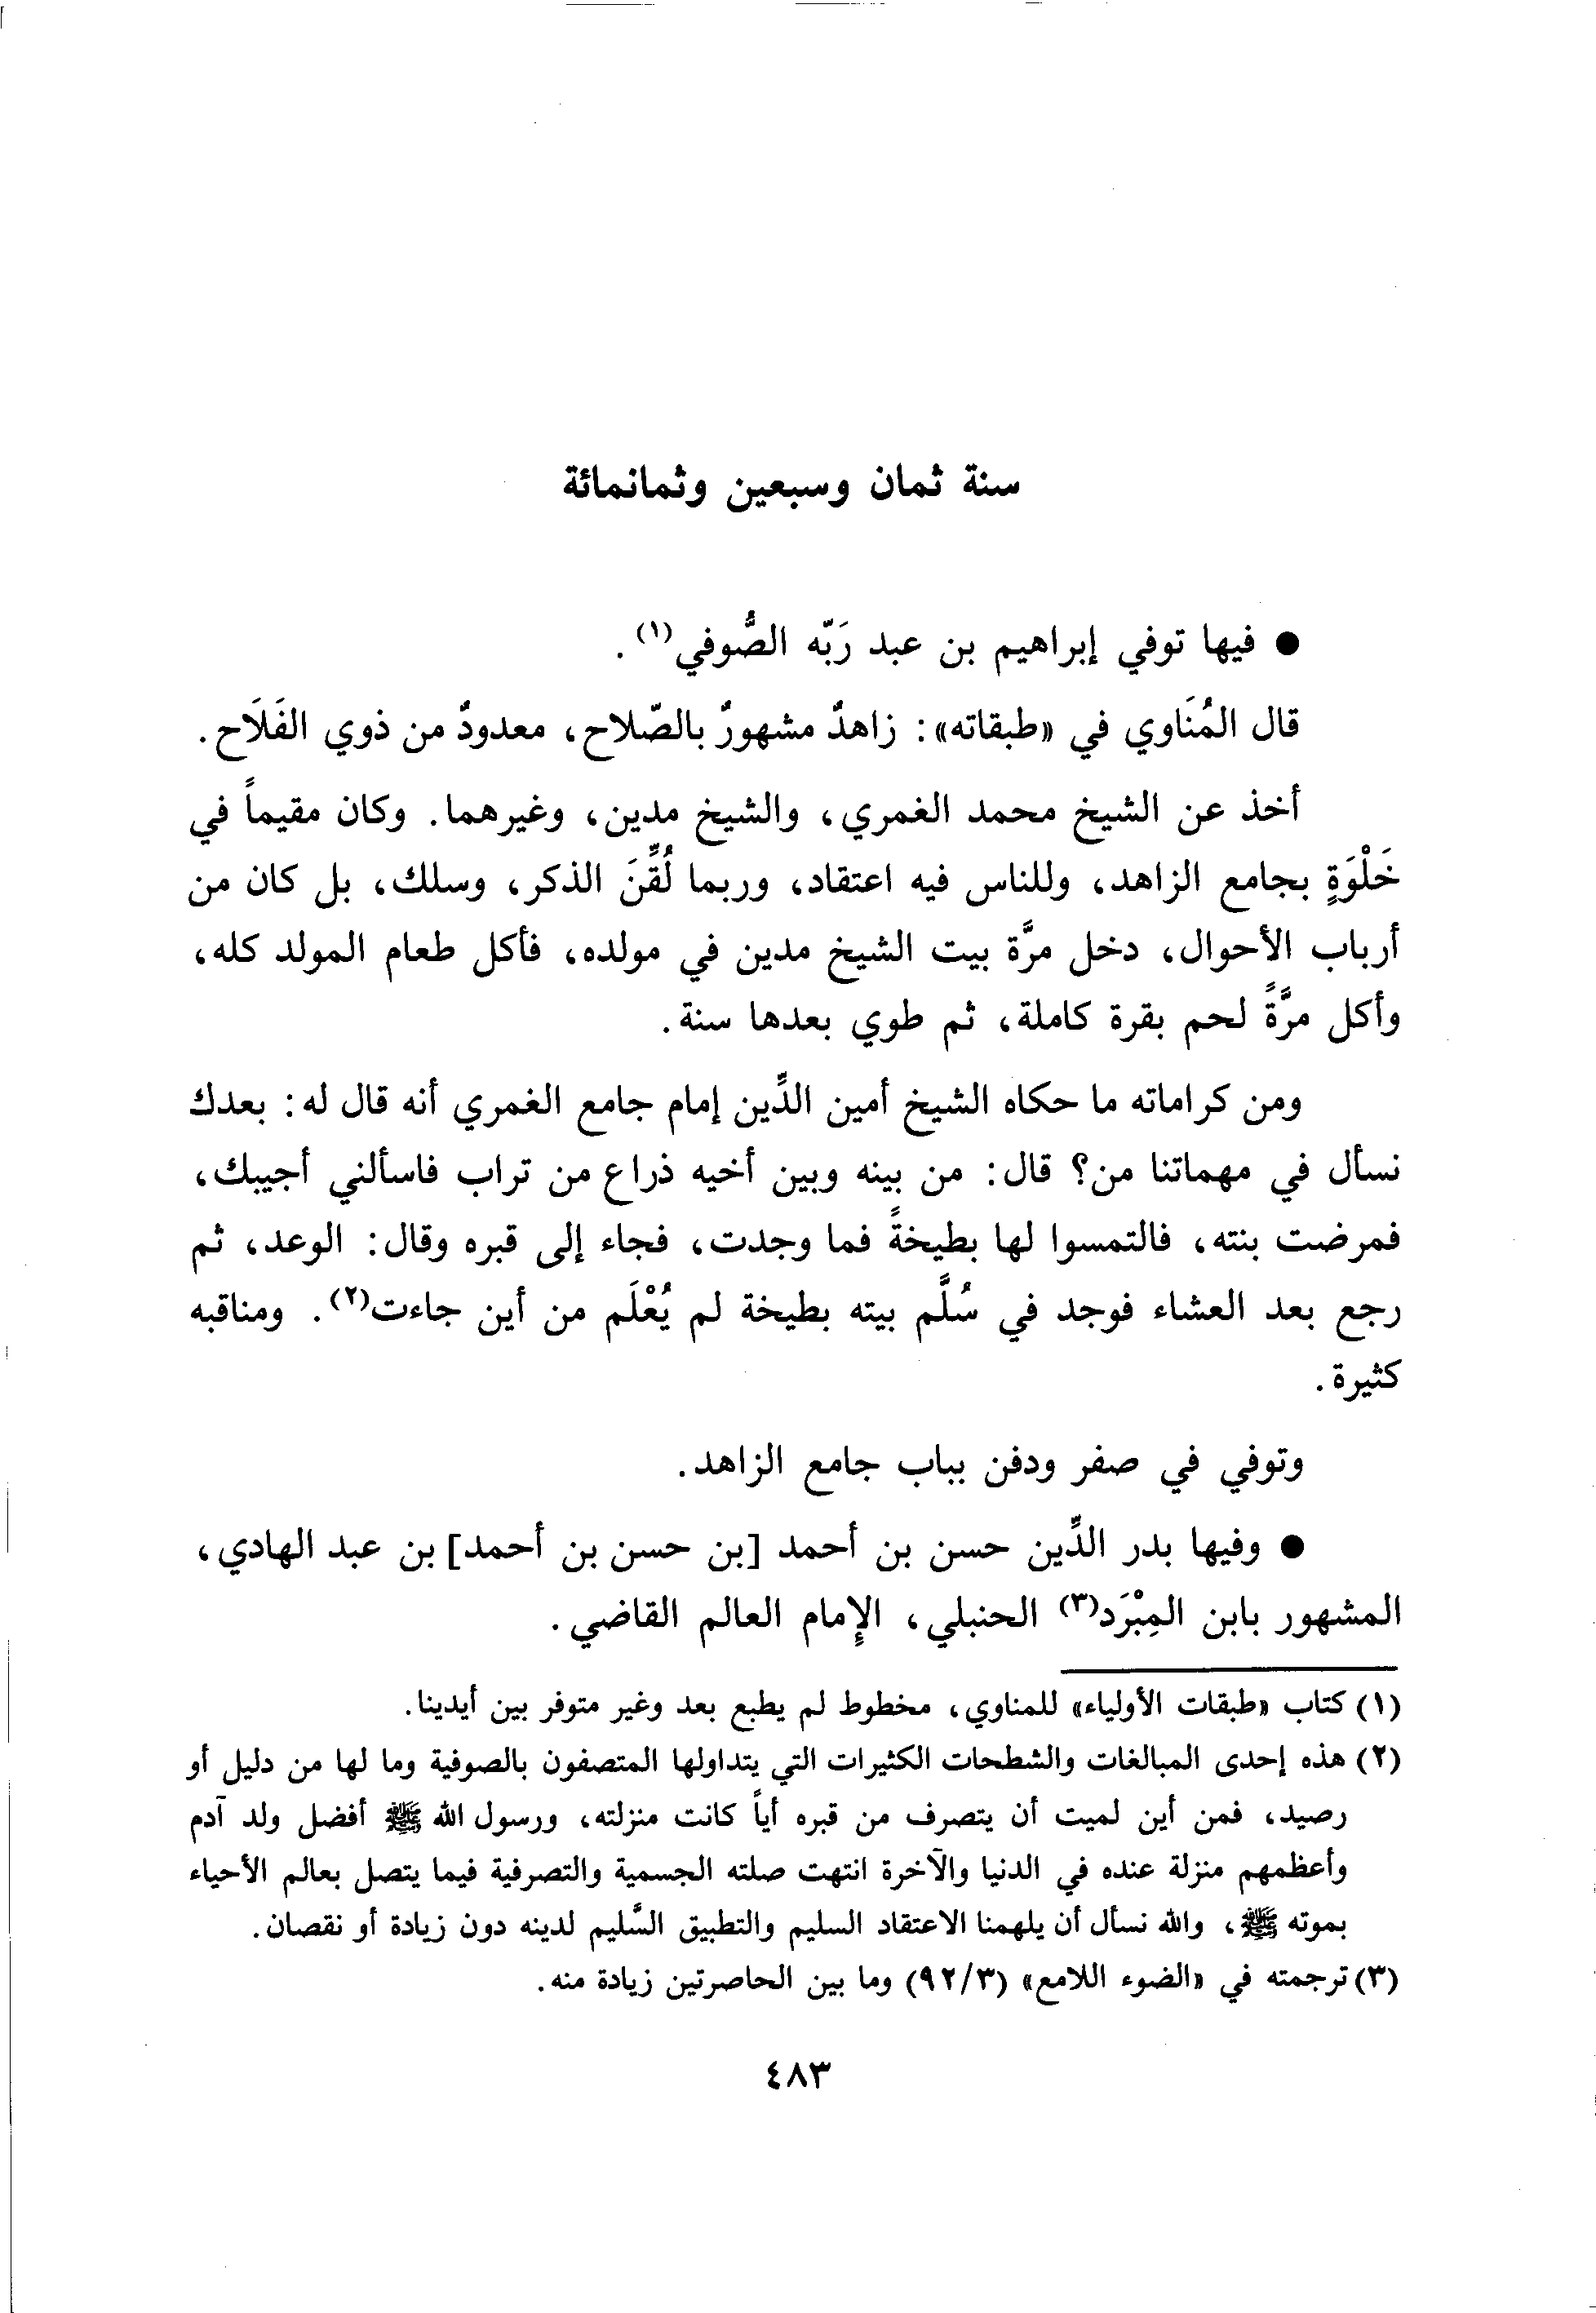 سنة ثمان وسبعين وثمانمائة
● فيها توفي إبراهيم بن عبد رَبّه الصُّوفي(١).
قال المُنَاوي في «طبقاته»: زاهدٌ مشهورٌ بالصّلاح، معدودٌ من ذوي الفَلَاح.
أخذ عن الشيخ محمد الغمري، والشيخ مدين، وغيرهما. وكان مقيماً في
خَلْوَةٍ بجامع الزاهد، وللناس فيه اعتقاد، وربما لُقِّنَ الذكر، وسلك، بل كان من
أرباب الأحوال، دخل مرَّة بيت الشيخ مدين في مولده، فأكل طعام المولد كله،
وأكل مرَّةً لحم بقرة كاملة، ثم طوي بعدها سنة.
ومن كراماته ما حكاه الشيخ أمين الدِّين إمام جامع الغمري أنه قال له: بعدك
نسأل في مهماتنا من؟ قال: من بينه وبين أخيه ذراع من تراب فاسألني أجيبك،
فمرضت بنته، فالتمسوا لها بطيخةً فما وجدت، فجاء إلى قبره وقال: الوعد، ثم
رجع بعد العشاء فوجد في سُلَّم بيته بطيخة لم يُعْلَم من أين جاءت(٢). ومناقبه
كثيرة.
وتوفي في صفر ودفن بباب جامع الزاهد.
● وفيها بدر الدِّين حسن بن أحمد [بن حسن بن أحمد] بن عبد الهادي،
المشهور بابن المِبْرَد(٣) الحنبلي، الإمام العالم القاضي.
(١) كتاب «طبقات الأولياء» للمناوي، مخطوط لم يطبع بعد وغير متوفر بين أيدينا.
(٢) هذه إحدى المبالغات والشطحات الكثيرات التي يتداولها المتصفون بالصوفية وما لها من دليل أو
رصيد، فمن أين لميت أن يتصرف من قبره أياً كانت منزلته، ورسول الله ﷺ أفضل ولد آدم
وأعظمهم منزلة عنده في الدنيا والآخرة انتهت صلته الجسمية والتصرفية فيما يتصل بعالم الأحياء
بموته ﷺ، والله نسأل أن يلهمنا الاعتقاد السليم والتطبيق السَّليم لدينه دون زيادة أو نقصان.
(٣) ترجمته في «الضوء اللامع» (٩٢/٣) وما بين الحاصرتين زيادة منه.
٤٨٣